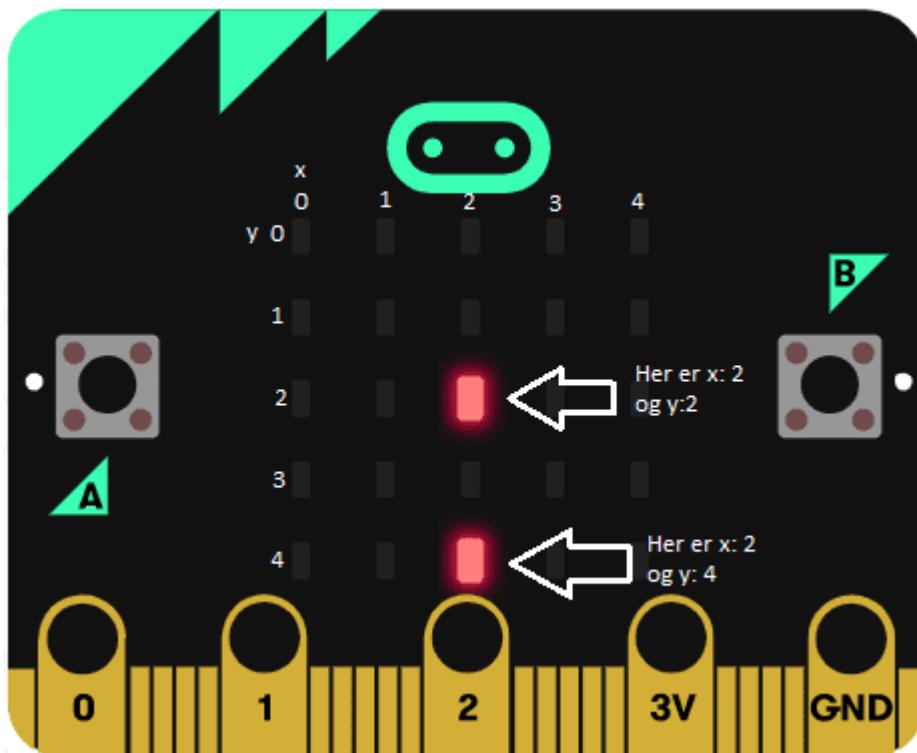 x
0 1 2 3 4
y 0
1
B
2
Her er x: 2
og y:2
3
A
4
Her er x: 2
og y: 4
0 1 2 3V GND